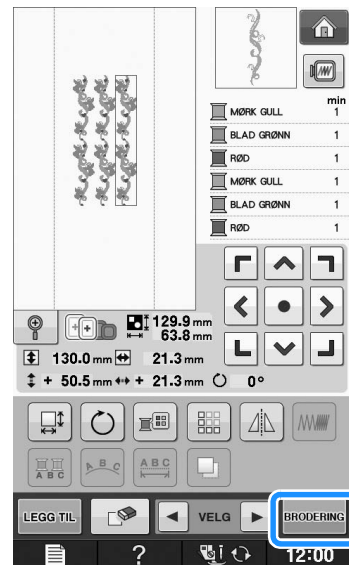 min
MØRK GULL 1
BLAD GRØNN 1
RØD 1
MØRK GULL 1
BLAD GRØNN 1
RØD 1
129.9 mm
63.8 mm
130.0 mm 21.3 mm
+ 50.5 mm + 21.3 mm 0°
A B C
A B C
A B C
LEGG TIL VELG BRODERING
? 12:00